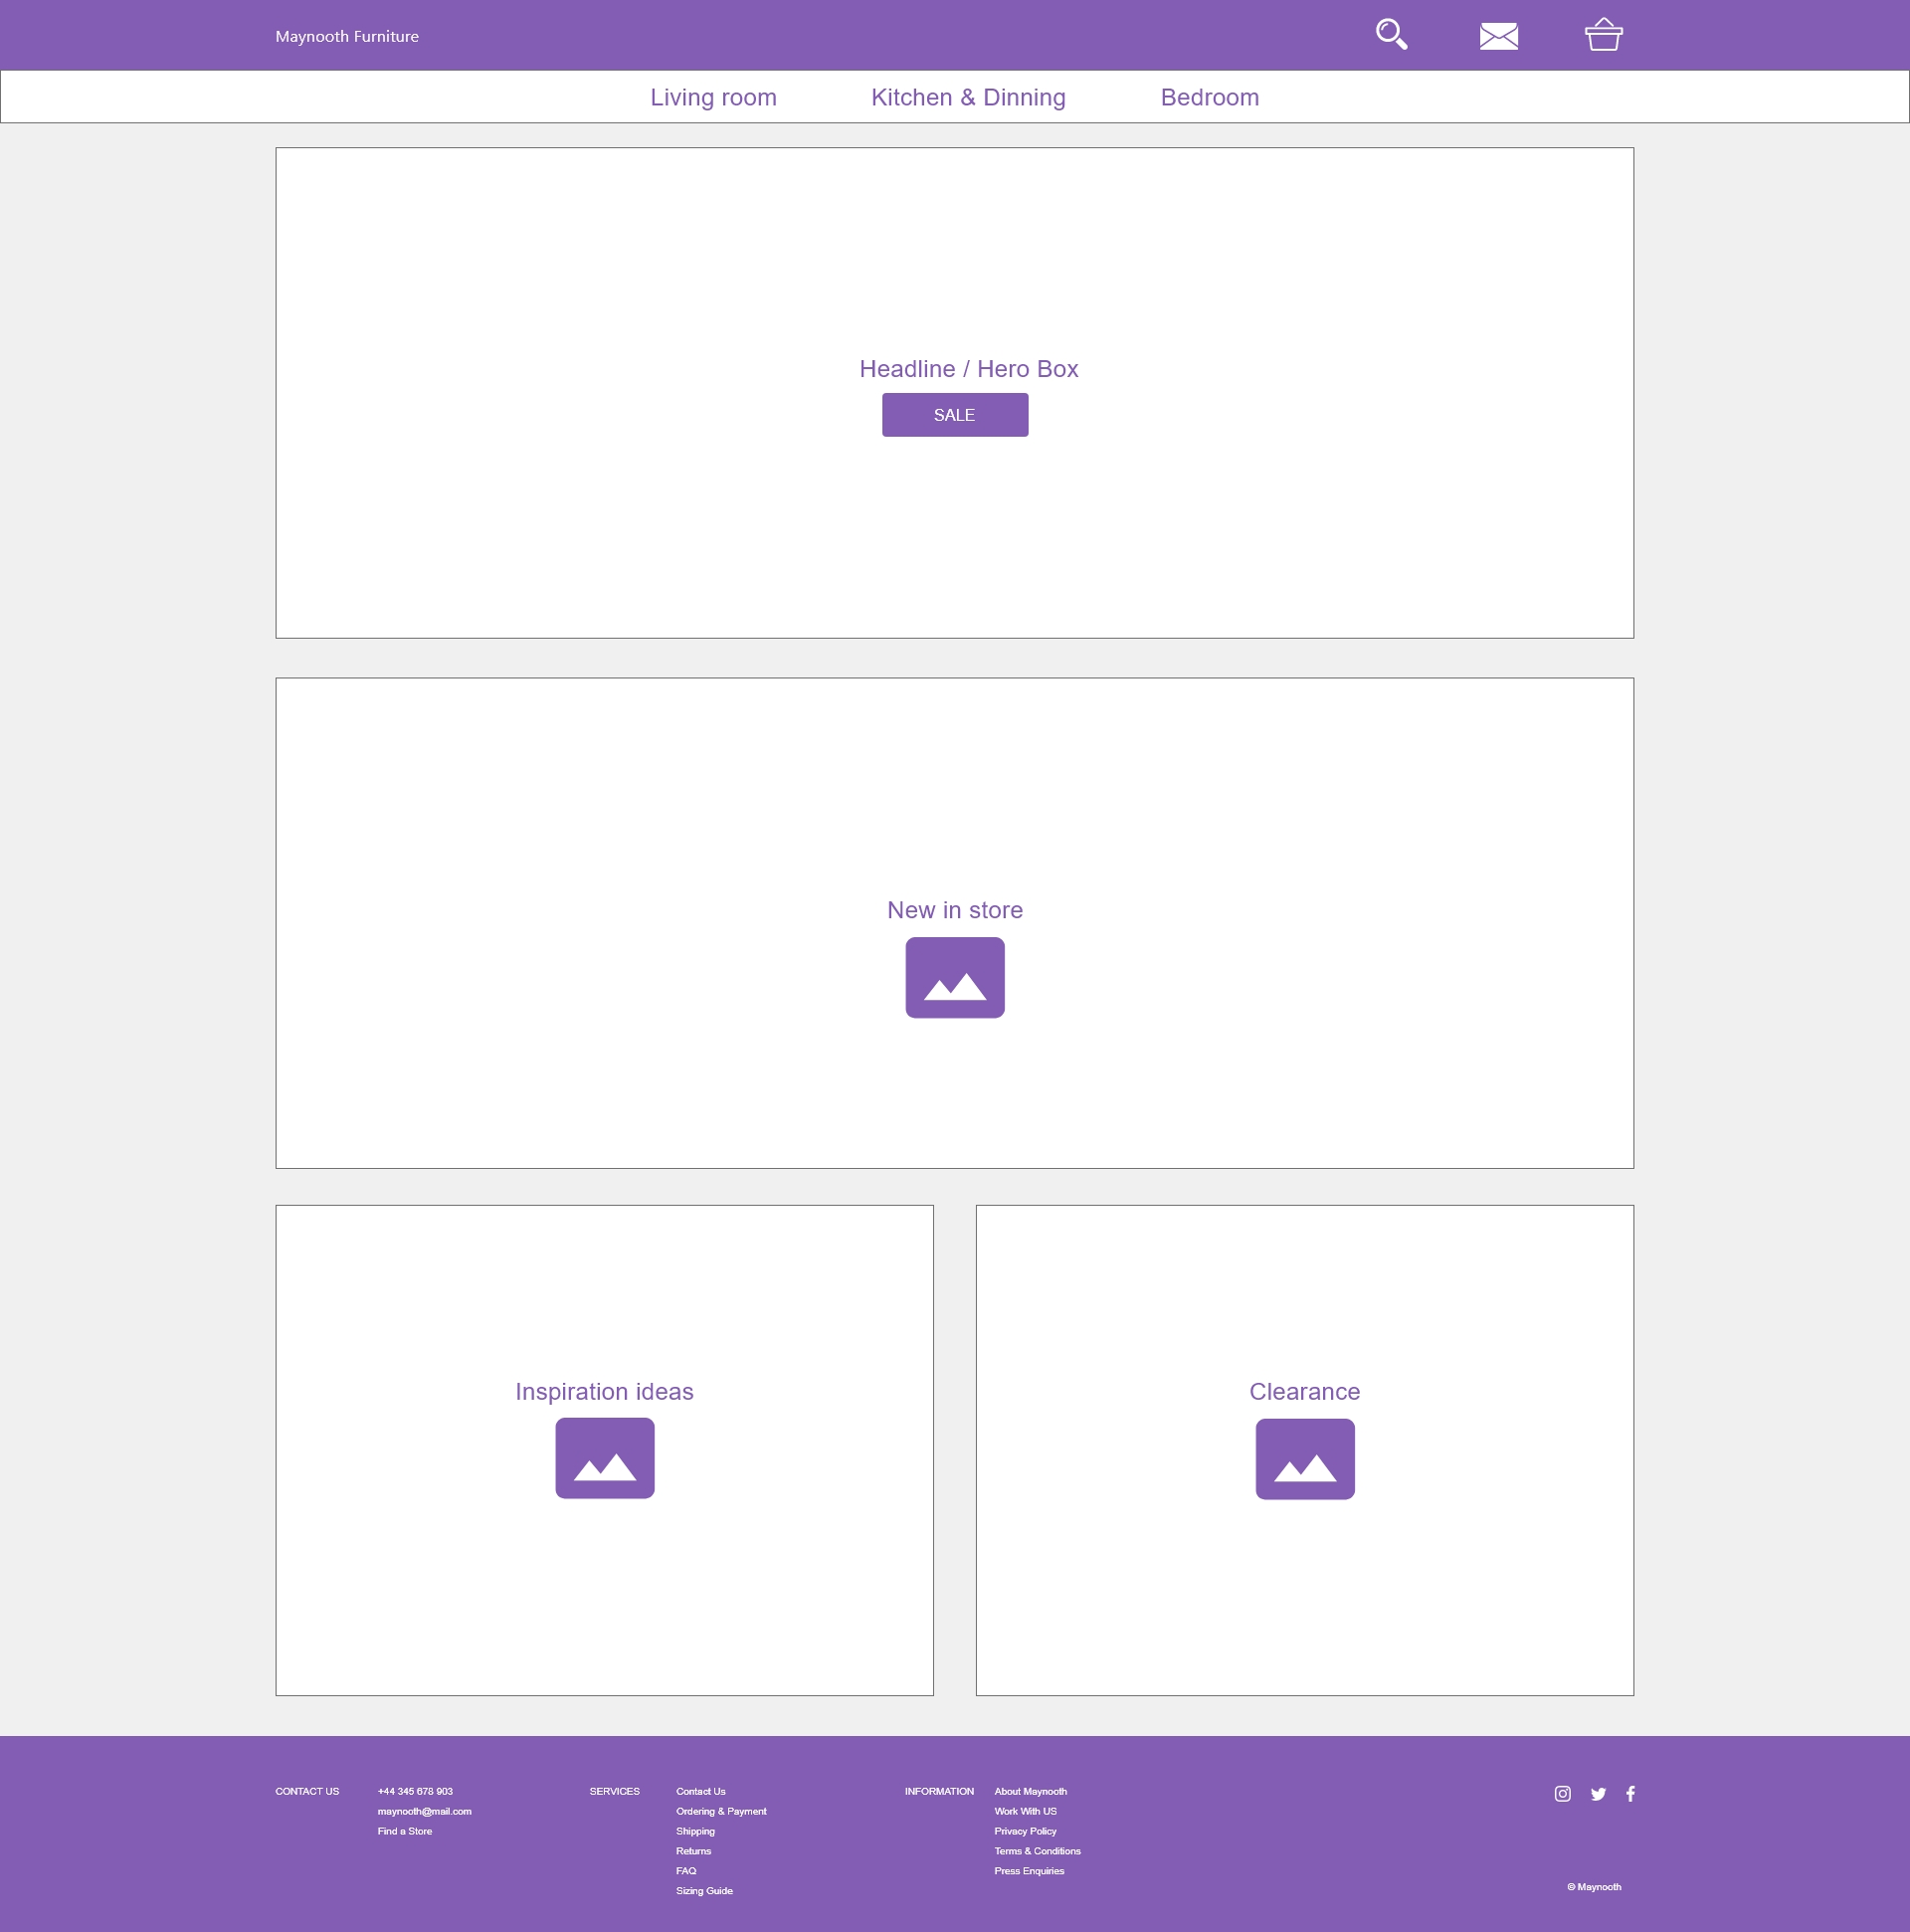 Maynooth Furniture
Living room
Kitchen & Dinning
Bedroom
Headline / Hero Box
SALE
New in store
Inspiration ideas
Clearance
CONTACT US
+44 345 678 903
maynooth@mail.com
Find a Store
SERVICES
Contact Us
Ordering & Payment
Shipping
Returns
FAQ
Sizing Guide
INFORMATION
About Maynooth
Work With US
Privacy Policy
Terms & Conditions
Press Enquiries
© Maynooth